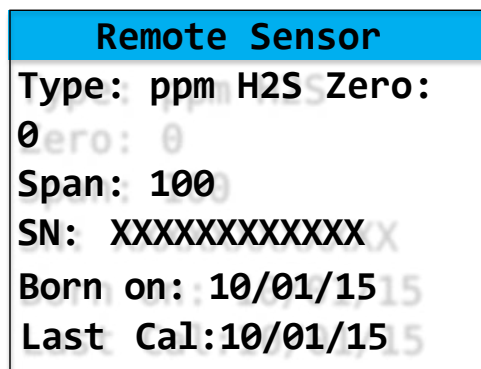 Remote Sensor
Type: ppm H2S Zero:
0
Span: 100
SN: XXXXXXXXXXXX
Born on: 10/01/15
Last Cal:10/01/15